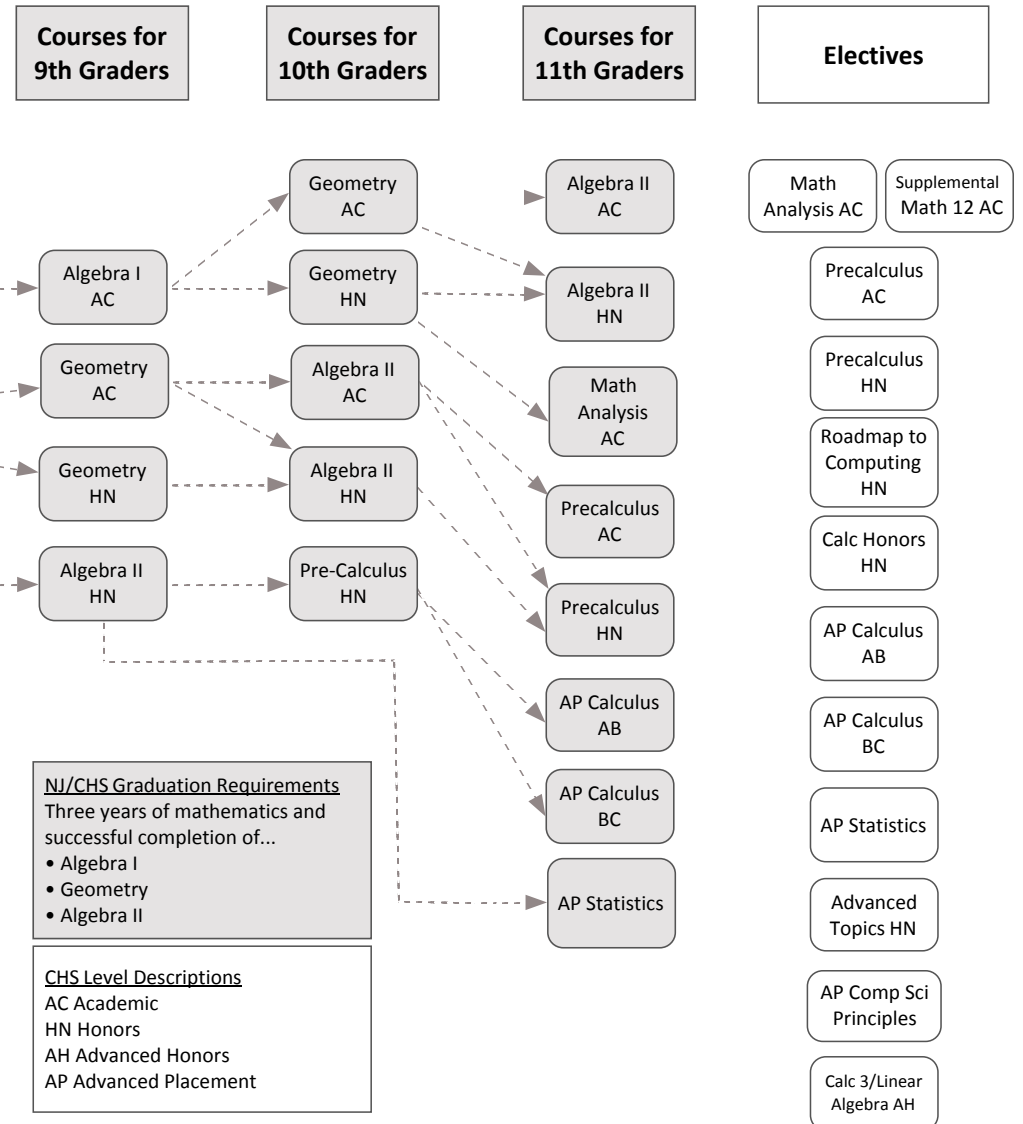 Courses for
9th Graders
Courses for
10th Graders
Courses for
11th Graders
Electives
Algebra I
AC
Geometry
AC
Geometry
HN
Algebra II
HN
Geometry
AC
Geometry
HN
Algebra II
AC
Algebra II
HN
Pre-Calculus
HN
Algebra II
AC
Algebra II
HN
Math
Analysis
AC
Precalculus
AC
Precalculus
HN
AP Calculus
AB
AP Calculus
BC
AP Statistics
Math
Analysis AC
Supplemental
Math 12 AC
Precalculus
AC
Precalculus
HN
Roadmap to
Computing
HN
Calc Honors
HN
AP Calculus
AB
AP Calculus
BC
AP Statistics
Advanced
Topics HN
AP Comp Sci
Principles
Calc 3/Linear
Algebra AH
NJ/CHS Graduation Requirements
Three years of mathematics and
successful completion of...
• Algebra I
• Geometry
• Algebra II
CHS Level Descriptions
AC Academic
HN Honors
AH Advanced Honors
AP Advanced Placement